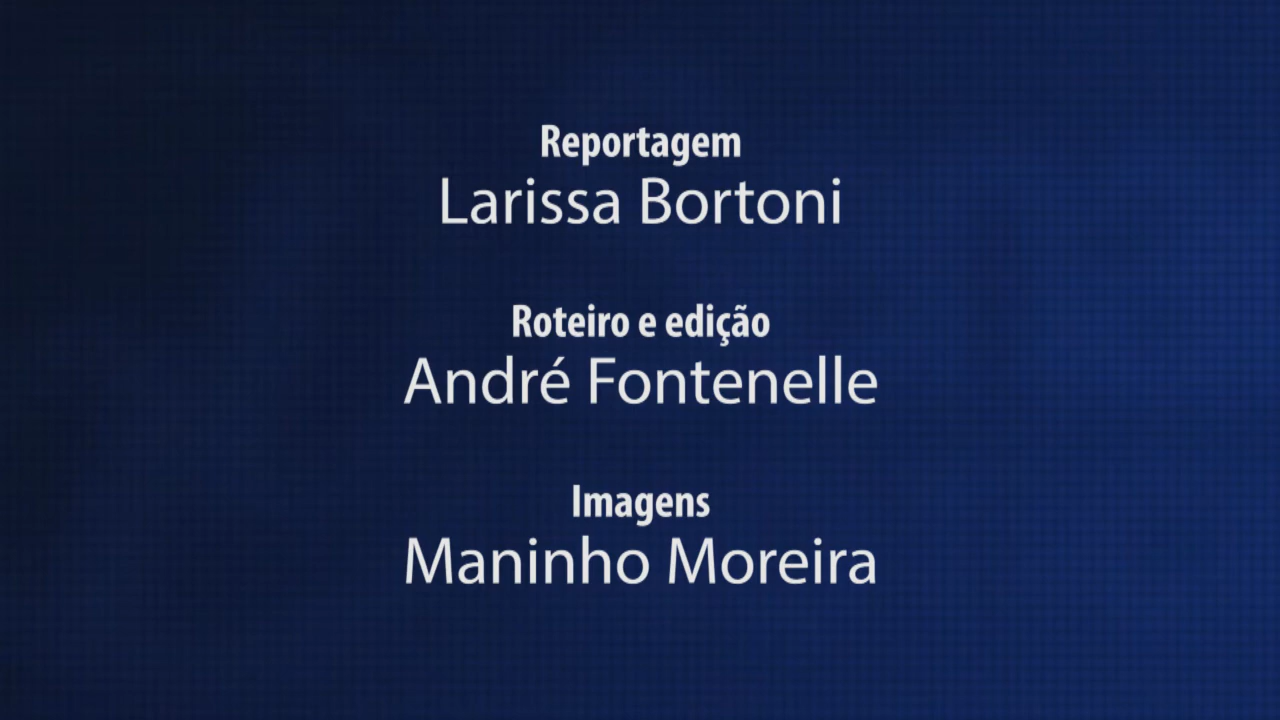 Reportagem
Larissa Bortoni
Roteiro e edição
André Fontenelle
Imagens
Maninho Moreira